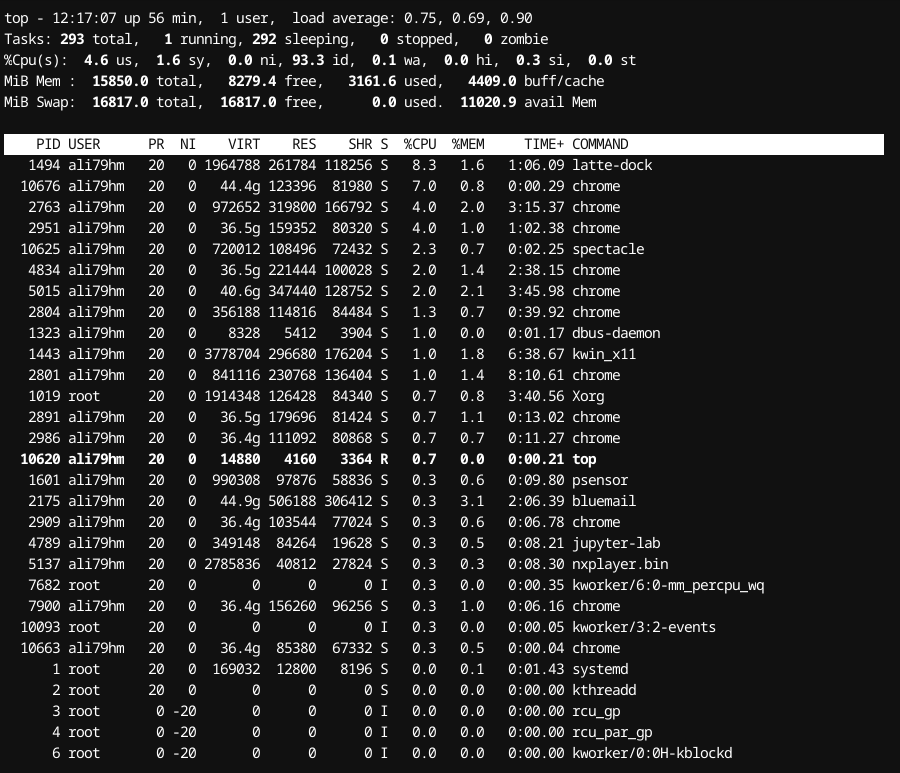 top - 12:17:07 up 56 min,  1 user,  load average: 0.75, 0.69, 0.90
Tasks: 293 total,   1 running, 292 sleeping,   0 stopped,   0 zombie
%Cpu(s):  4.6 us,  1.6 sy,  0.0 ni, 93.3 id,  0.1 wa,  0.0 hi,  0.3 si,  0.0 st
MiB Mem :  15850.0 total,   8279.4 free,   3161.6 used,   4409.0 buff/cache
MiB Swap:  16817.0 total,  16817.0 free,      0.0 used.  11020.9 avail Mem
    PID USER      PR  NI    VIRT    RES    SHR S  %CPU  %MEM     TIME+ COMMAND
   1494 ali79hm   20   0 1964788 261784 118256 S   8.3   1.6   1:06.09 latte-dock
  10676 ali79hm   20   0   44.4g 123396  81980 S   7.0   0.8   0:00.29 chrome
   2763 ali79hm   20   0  972652 319800 166792 S   4.0   2.0   3:15.37 chrome
   2951 ali79hm   20   0   36.5g 159352  80320 S   4.0   1.0   1:02.38 chrome
  10625 ali79hm   20   0  720012 108496  72432 S   2.3   0.7   0:02.25 spectacle
   4834 ali79hm   20   0   36.5g 221444 100028 S   2.0   1.4   2:38.15 chrome
   5015 ali79hm   20   0   40.6g 347440 128752 S   2.0   2.1   3:45.98 chrome
   2804 ali79hm   20   0  356188 114816  84484 S   1.3   0.7   0:39.92 chrome
   1323 ali79hm   20   0    8328   5412   3904 S   1.0   0.0   0:01.17 dbus-daemon
   1443 ali79hm   20   0 3778704 296680 176204 S   1.0   1.8   6:38.67 kwin_x11
   2801 ali79hm   20   0  841116 230768 136404 S   1.0   1.4   8:10.61 chrome
   1019 root      20   0 1914348 126428  84340 S   0.7   0.8   3:40.56 Xorg
   2891 ali79hm   20   0   36.5g 179696  81424 S   0.7   1.1   0:13.02 chrome
   2986 ali79hm   20   0   36.4g 111092  80868 S   0.7   0.7   0:11.27 chrome
  10620 ali79hm   20   0   14880   4160   3364 R   0.7   0.0   0:00.21 top
   1601 ali79hm   20   0  990308  97876  58836 S   0.3   0.6   0:09.80 psensor
   2175 ali79hm   20   0   44.9g 506188 306412 S   0.3   3.1   2:06.39 bluemail
   2909 ali79hm   20   0   36.4g 103544  77024 S   0.3   0.6   0:06.78 chrome
   4789 ali79hm   20   0  349148  84264  19628 S   0.3   0.5   0:08.21 jupyter-lab
   5137 ali79hm   20   0 2785836  40812  27824 S   0.3   0.3   0:08.30 nxplayer.bin
   7682 root      20   0       0      0      0 I   0.3   0.0   0:00.35 kworker/6:0-mm_percpu_wq
   7900 ali79hm   20   0   36.4g 156260  96256 S   0.3   1.0   0:06.16 chrome
  10093 root      20   0       0      0      0 I   0.3   0.0   0:00.05 kworker/3:2-events
  10663 ali79hm   20   0   36.4g  85380  67332 S   0.3   0.5   0:00.04 chrome
      1 root      20   0  169032  12800   8196 S   0.0   0.1   0:01.43 systemd
      2 root      20   0       0      0      0 S   0.0   0.0   0:00.00 kthreadd
      3 root       0 -20       0      0      0 I   0.0   0.0   0:00.00 rcu_gp
      4 root       0 -20       0      0      0 I   0.0   0.0   0:00.00 rcu_par_gp
      6 root       0 -20       0      0      0 I   0.0   0.0   0:00.00 kworker/0:0H-kblockd